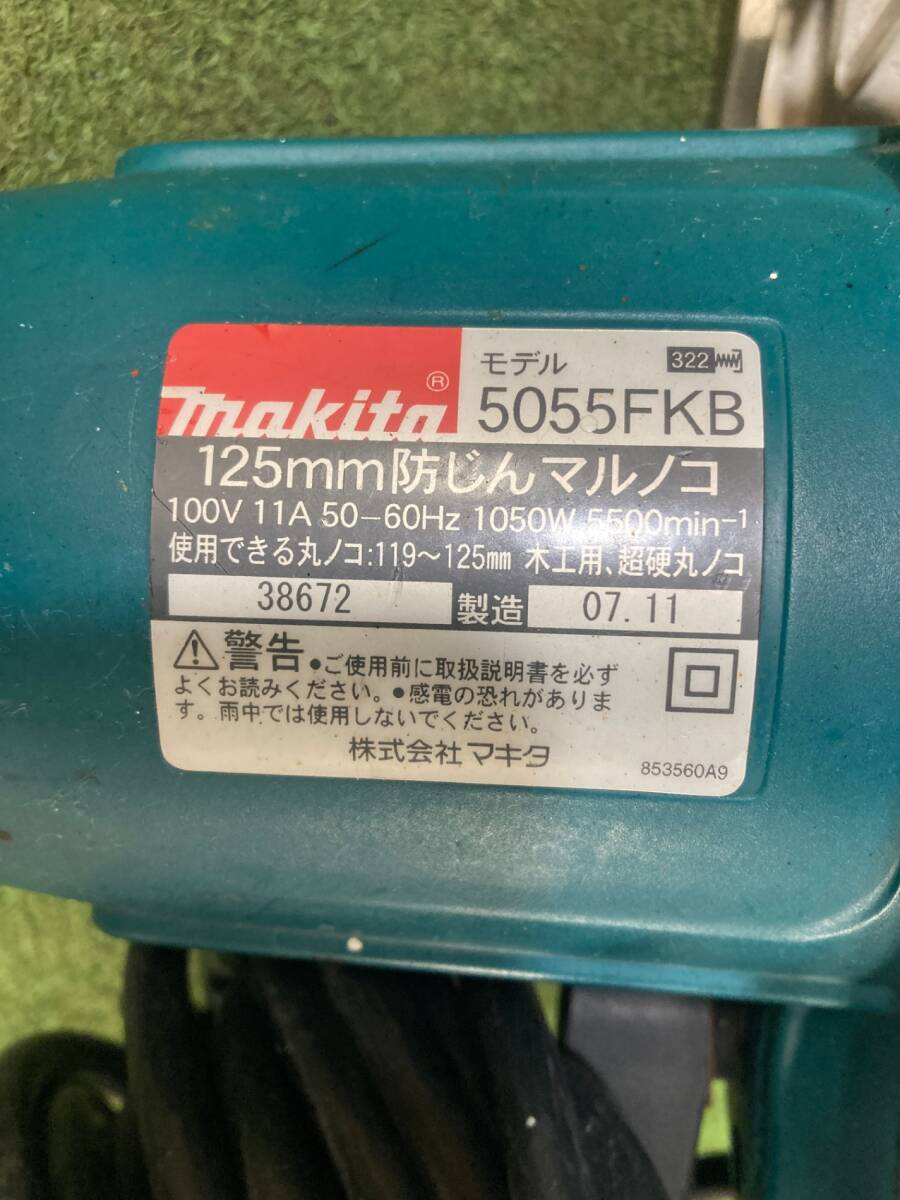 makita®
モデル
322
5055FKB
125mm防じんマルノコ
100V 11A 50-60Hz 1050W 5500min-1
使用できる丸ノコ:119〜125mm 木工用、超硬丸ノコ
38672 製造 07.11
警告 ●ご使用前に取扱説明書を必ず
よくお読みください。●感電の恐れがありま
す。雨中では使用しないでください。
株式会社 マキタ
853560A9